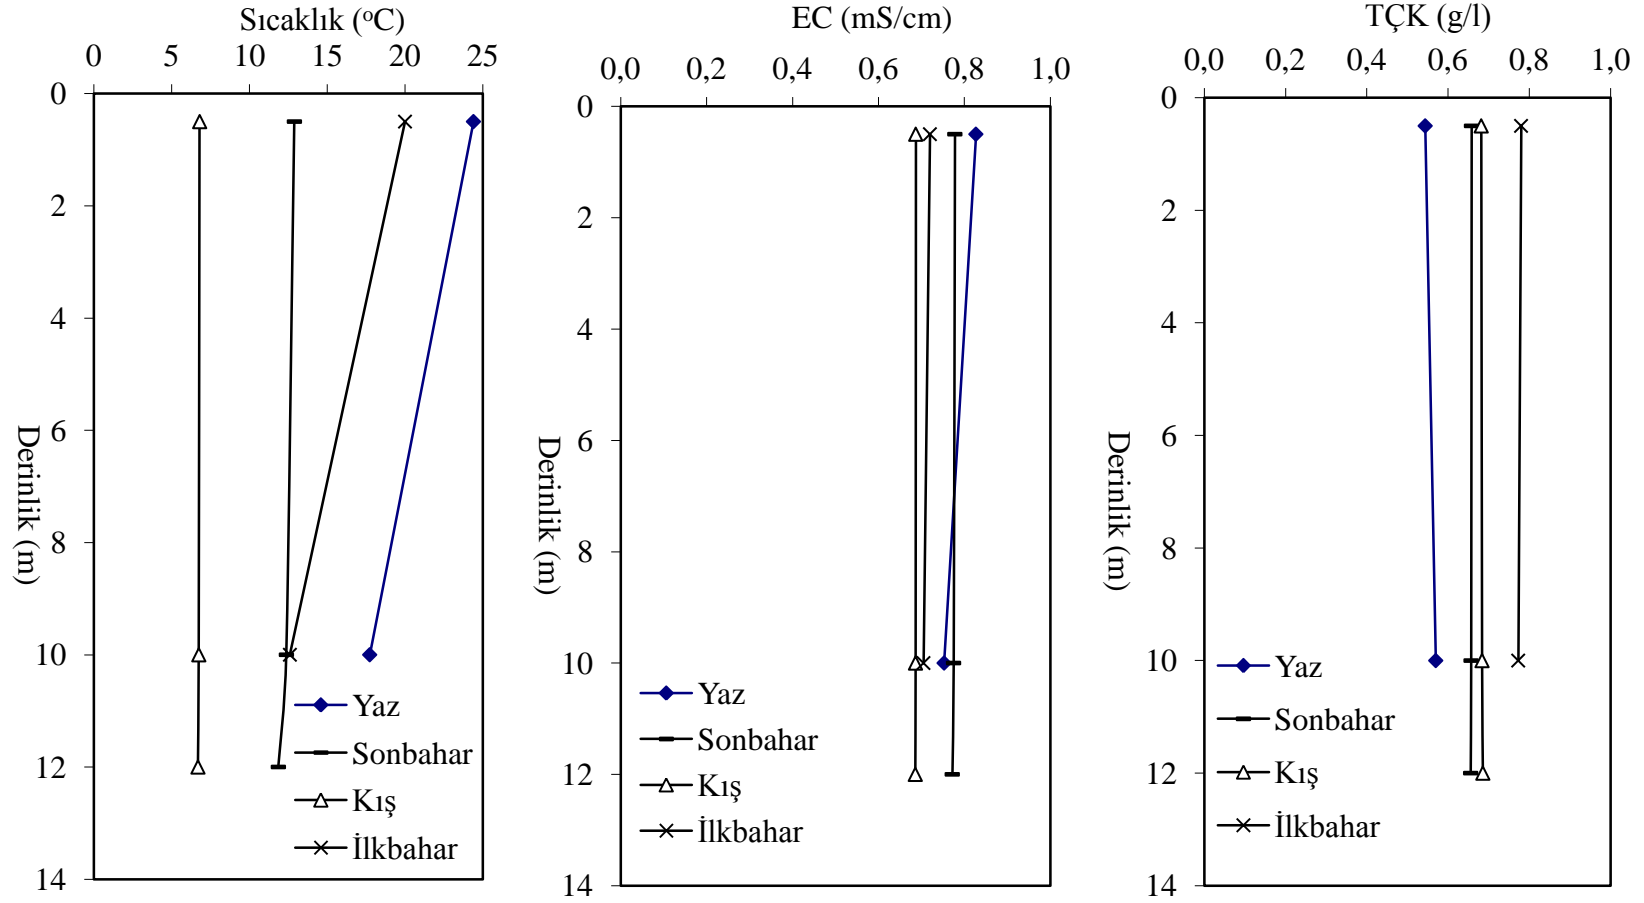 Sıcaklık (ºC)
0 5 10 15 20 25
0
2
4
6
8
10
12
14
Derinlik (m)
Yaz
Sonbahar
Kış
İlkbahar
EC (mS/cm)
0,0 0,2 0,4 0,6 0,8 1,0
0
2
4
6
8
10
12
14
Derinlik (m)
Yaz
Sonbahar
Kış
İlkbahar
TÇK (g/l)
0,0 0,2 0,4 0,6 0,8 1,0
0
2
4
6
8
10
12
14
Derinlik (m)
Yaz
Sonbahar
Kış
İlkbahar